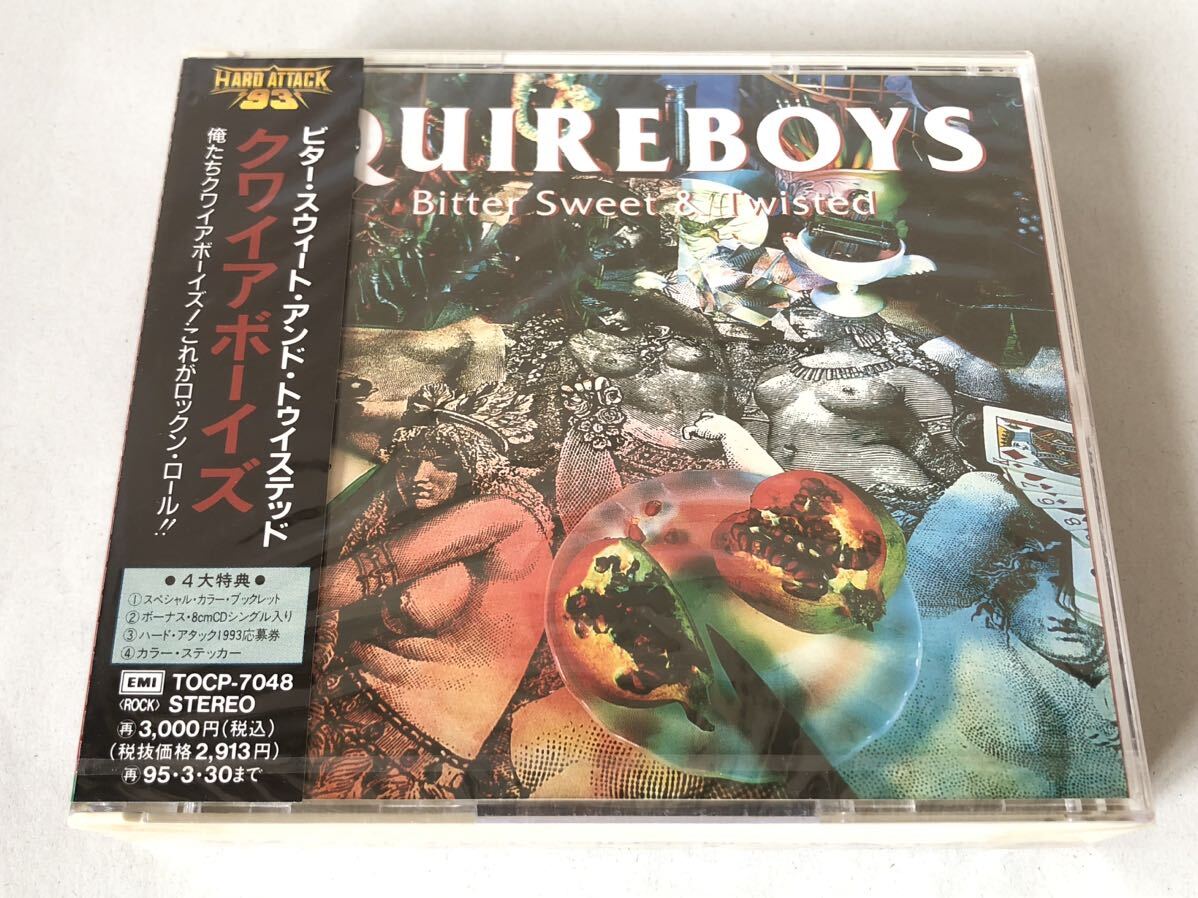 HARD ATTACK
'93
ビター・スウィート・アンド・トゥイステッド
クワイアボーイズ
俺たちクワイアボーイズ!これがロックン・ロール!!
● 4大特典 ●
①スペシャル・カラー・ブックレット
②ボーナス・8cmCDシングル入り
③ハード・アタック1993応募券
④カラー・ステッカー
EMI TOCP-7048
〈ROCK〉 STEREO
㊢3,000円(税込)
(税抜価格2,913円)
㊢95・3・30まで
QUIREBOYS
Bitter Sweet & Twisted